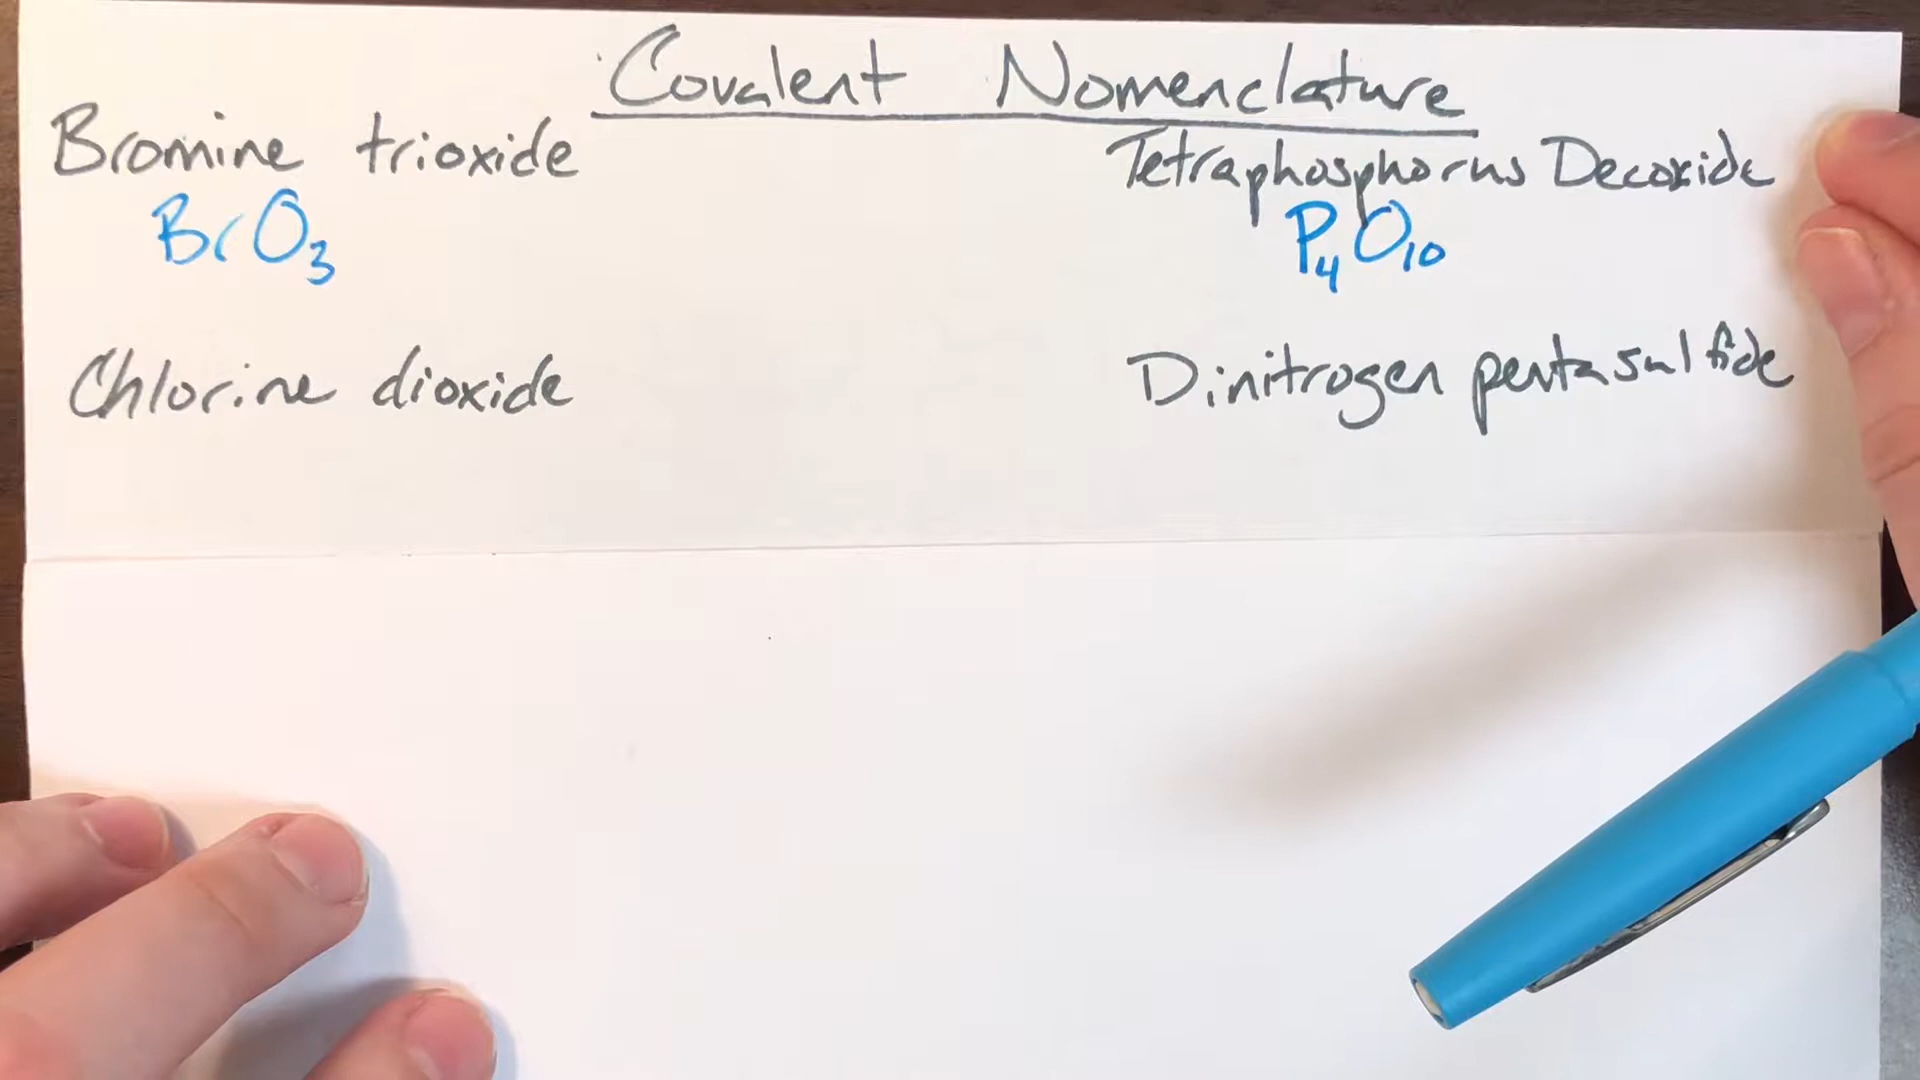 Covalent Nomenclature
Bromine trioxide
BrO₃
Tetraphosphorus Decoxide
P₄O₁₀
Chlorine dioxide
Dinitrogen pentasulfide